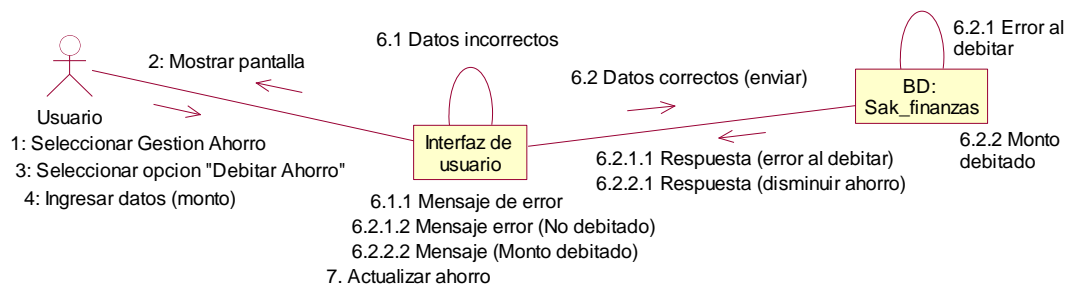 6.1 Datos incorrectos
6.2.1 Error al
debitar
2: Mostrar pantalla
6.2 Datos correctos (enviar)
BD:
Sak_finanzas
Usuario
1: Seleccionar Gestion Ahorro
3: Seleccionar opcion "Debitar Ahorro"
4: Ingresar datos (monto)
Interfaz de
usuario
6.2.2 Monto
debitado
6.2.1.1 Respuesta (error al debitar)
6.2.2.1 Respuesta (disminuir ahorro)
6.1.1 Mensaje de error
6.2.1.2 Mensaje error (No debitado)
6.2.2.2 Mensaje (Monto debitado)
7. Actualizar ahorro